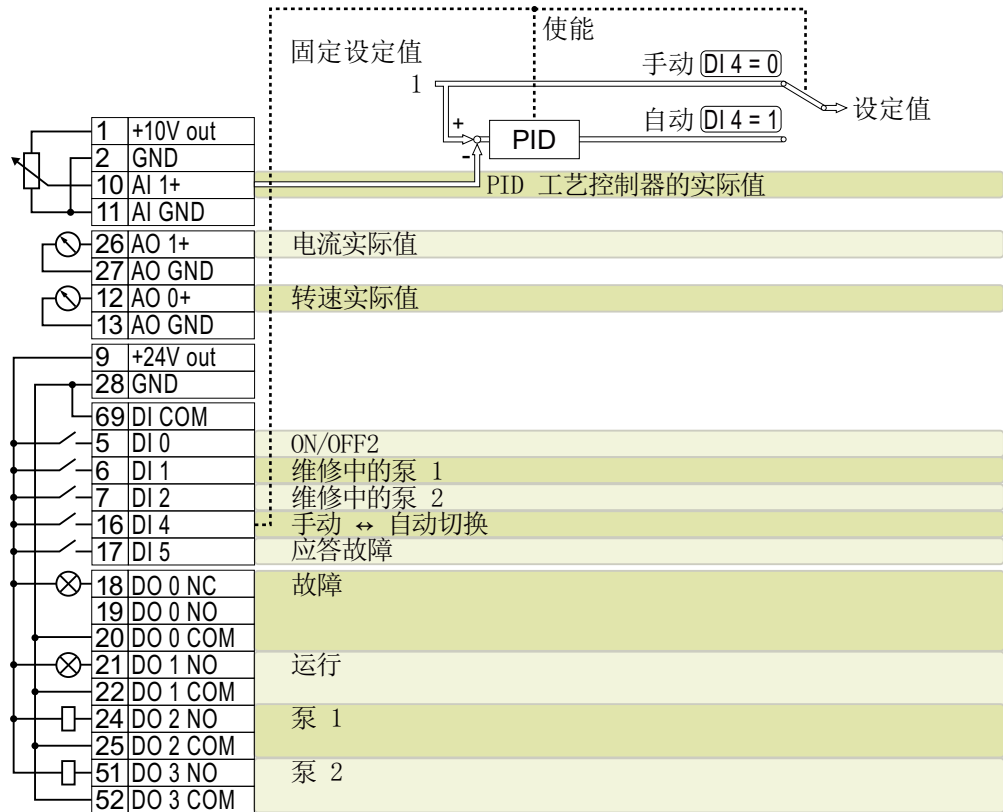 使能
固定设定值
1
手动 DI 4 = 0
设定值
自动 DI 4 = 1
+
PID
-
1 +10V out
2 GND
10 AI 1+ PID 工艺控制器的实际值
11 AI GND
26 AO 1+ 电流实际值
27 AO GND
12 AO 0+ 转速实际值
13 AO GND
9 +24V out
28 GND
69 DI COM
5 DI 0 ON/OFF2
6 DI 1 维修中的泵 1
7 DI 2 维修中的泵 2
16 DI 4 手动 ↔ 自动切换
17 DI 5 应答故障
18 DO 0 NC 故障
19 DO 0 NO
20 DO 0 COM
21 DO 1 NO 运行
22 DO 1 COM
24 DO 2 NO 泵 1
25 DO 2 COM
51 DO 3 NO 泵 2
52 DO 3 COM